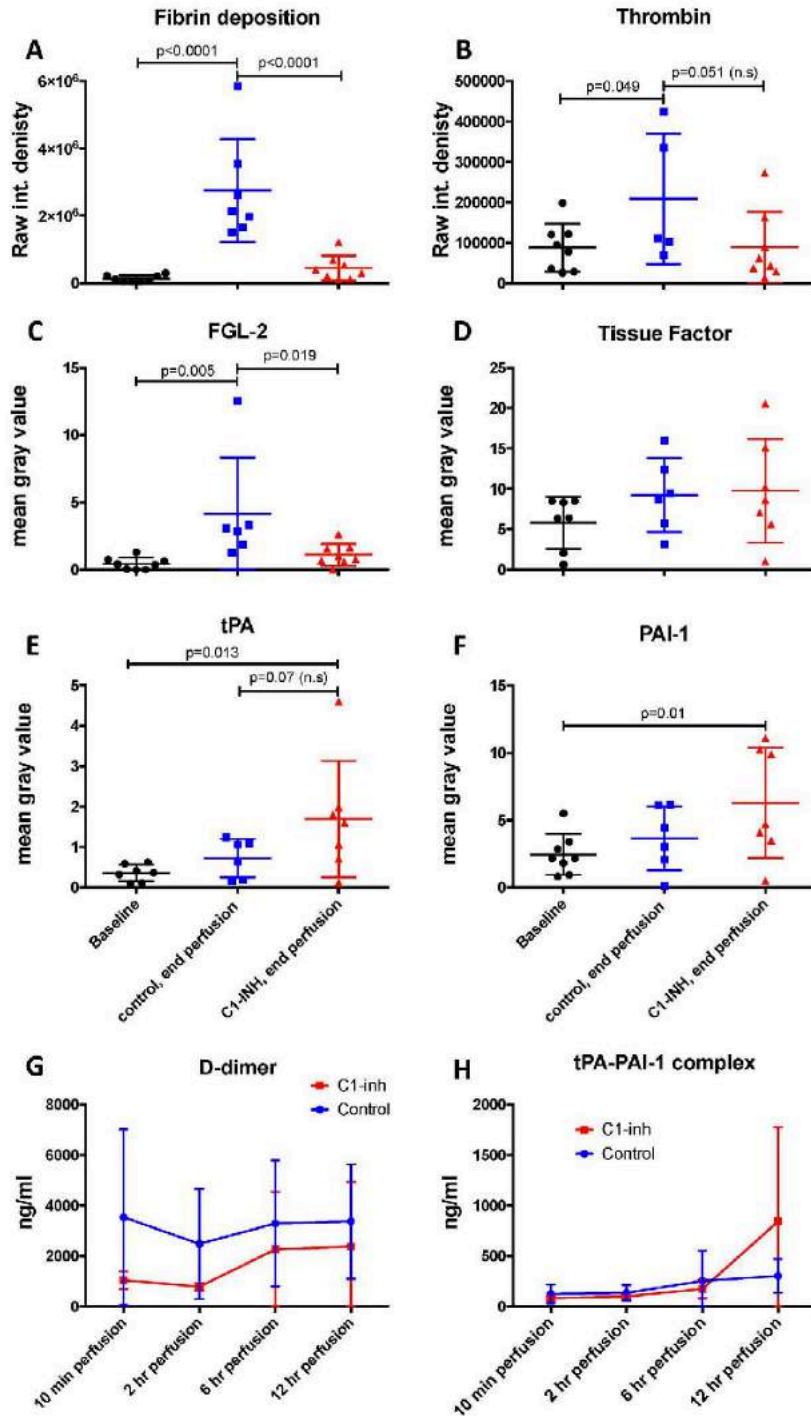 Fibrin deposition
A
p<0.0001
p<0.0001
6×10⁶
4×10⁶
2×10⁶
0
Raw int. denisty
Thrombin
B
p=0.049
p=0.051 (n.s)
500000
400000
300000
200000
100000
0
Raw int. density
C
FGL-2
p=0.005
p=0.019
15
10
5
0
mean gray value
D
Tissue Factor
25
20
15
10
5
0
mean gray value
E
tPA
p=0.013
p=0.07 (n.s)
5
4
3
2
1
0
mean gray value
Baseline
control, end perfusion
C1-INH, end perfusion
F
PAI-1
p=0.01
15
10
5
0
mean gray value
Baseline
control, end perfusion
C1-INH, end perfusion
G
D-dimer
C1-inh
Control
8000
6000
4000
2000
0
ng/ml
10 min perfusion
2 hr perfusion
6 hr perfusion
12 hr perfusion
H
tPA-PAI-1 complex
C1-inh
Control
2000
1500
1000
500
0
ng/ml
10 min perfusion
2 hr perfusion
6 hr perfusion
12 hr perfusion